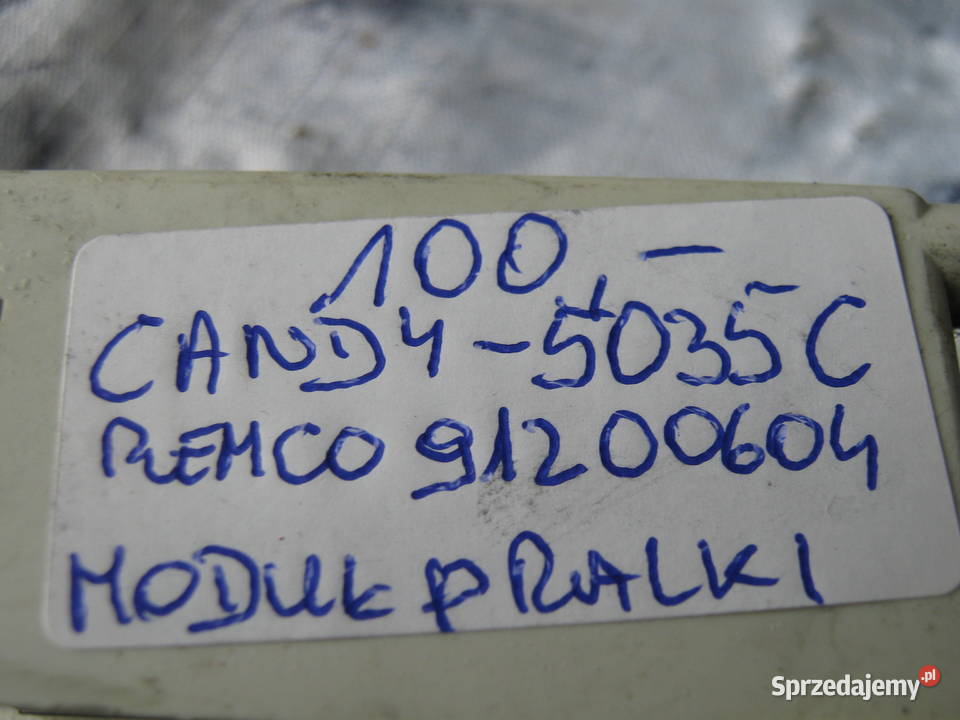 100,-
CANDY-5035C
REMCO 91200604
MODUŁ PRALKI
Sprzedajemy.pl